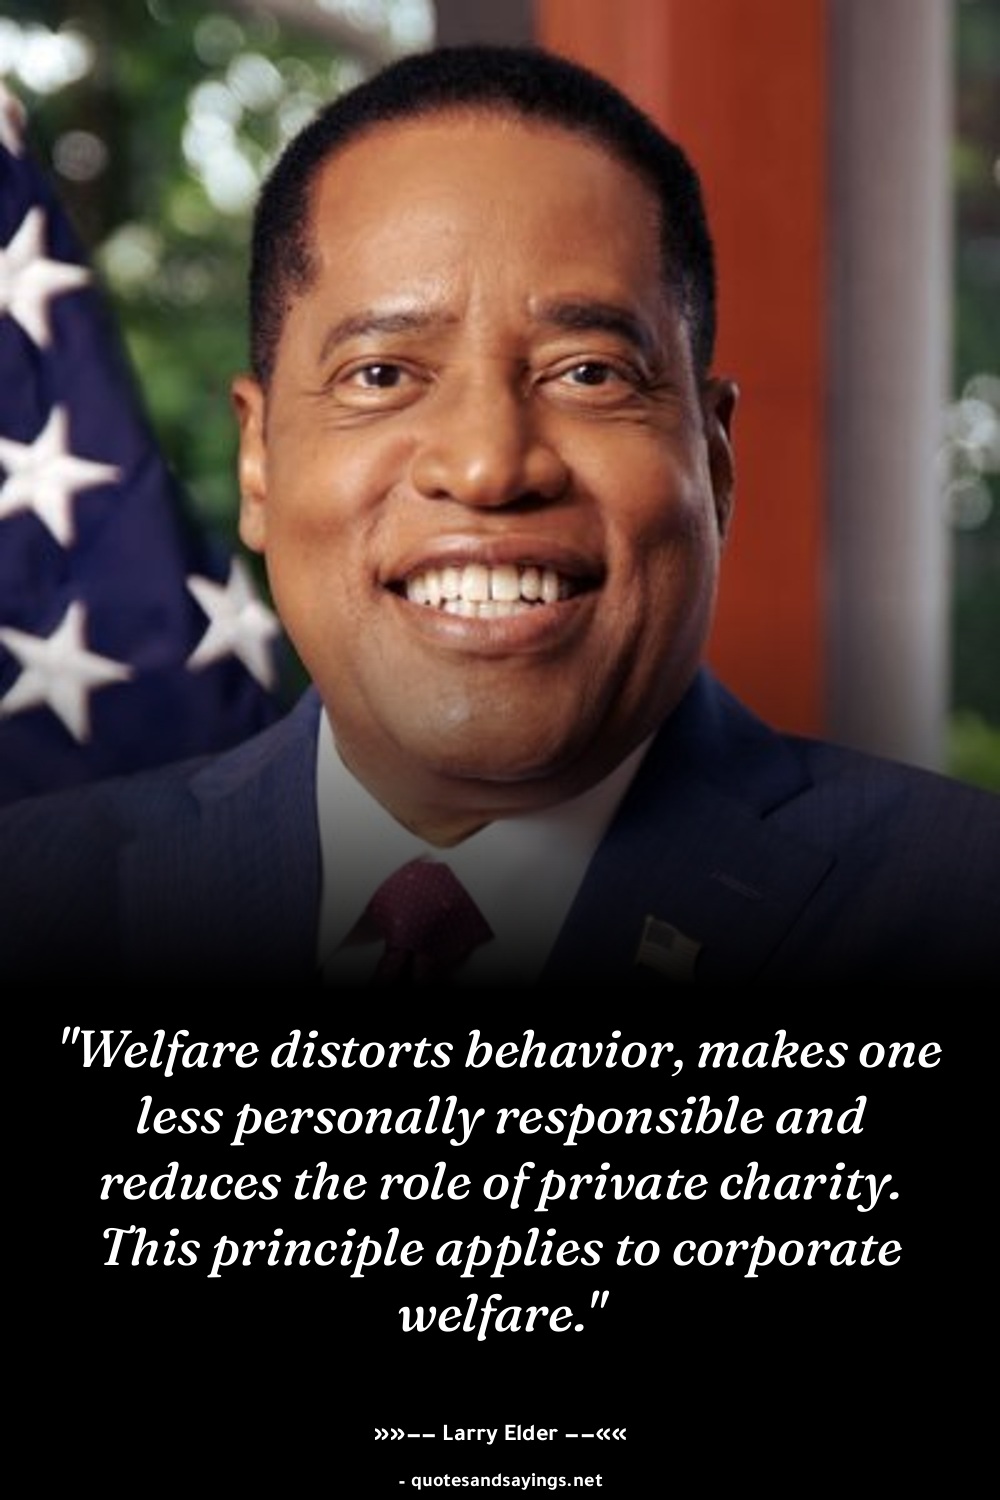 "Welfare distorts behavior, makes one
less personally responsible and
reduces the role of private charity.
This principle applies to corporate
welfare."
»»–– Larry Elder ––««
- quotesandsayings.net